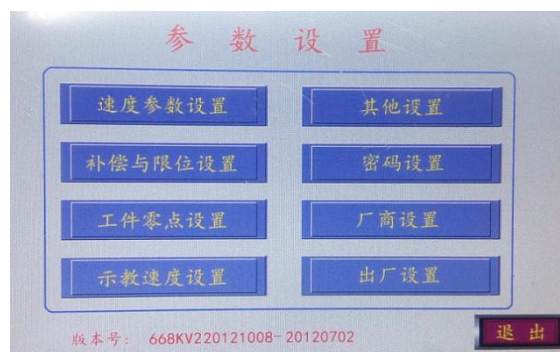 参数设置
速度参数设置 其他设置
补偿与限位设置 密码设置
工件零点设置 厂商设置
示教速度设置 出厂设置
版本号: 668KV220121008-20120702
退出